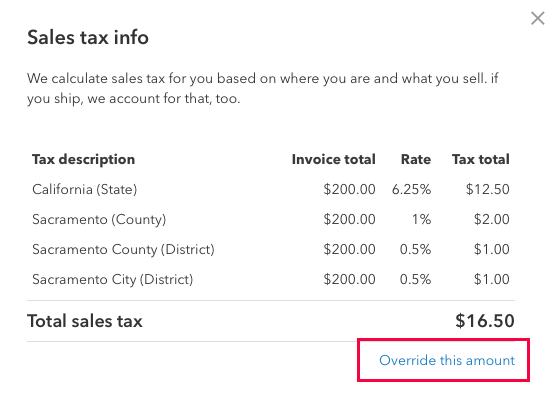 Sales tax info
We calculate sales tax for you based on where you are and what you sell. if
you ship, we account for that, too.
Tax description Invoice total Rate Tax total
California (State) $200.00 6.25% $12.50
Sacramento (County) $200.00 1% $2.00
Sacramento County (District) $200.00 0.5% $1.00
Sacramento City (District) $200.00 0.5% $1.00
Total sales tax $16.50
Override this amount